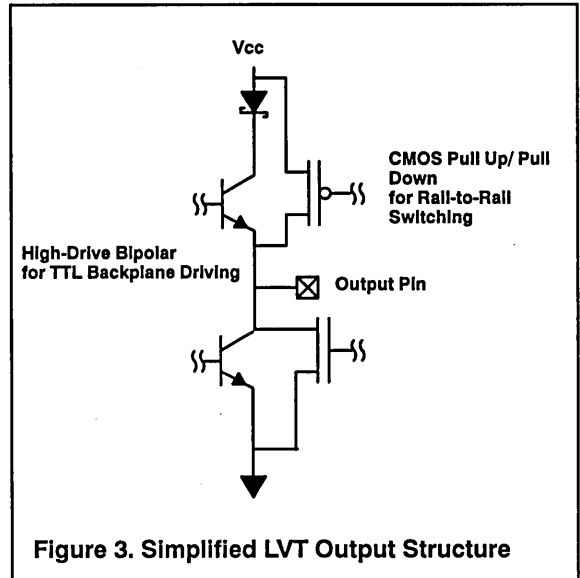 Vcc
CMOS Pull Up/ Pull
Down
for Rail-to-Rail
Switching
High-Drive Bipolar
for TTL Backplane Driving
Output Pin
Figure 3. Simplified LVT Output Structure